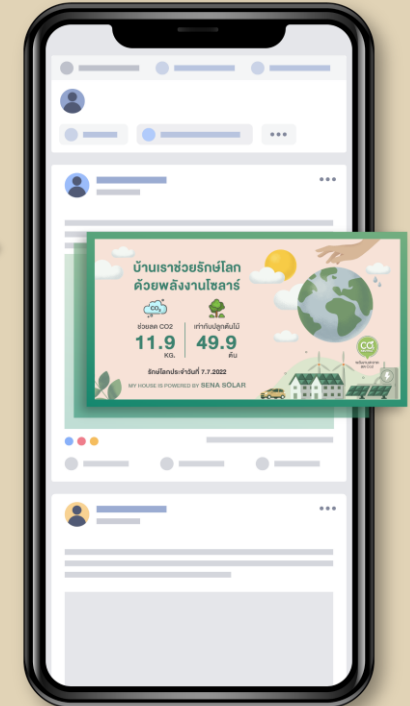 บ้านเราช่วยรักษ์โลก
ด้วยพลังงานโซลาร์
CO₂
ช่วยลด CO2
11.9
KG.
เท่ากับปลูกต้นไม้
49.9
ต้น
รักษ์โลกประจำวันที่ 7.7.2022
MY HOUSE IS POWERED BY SENA SOLAR